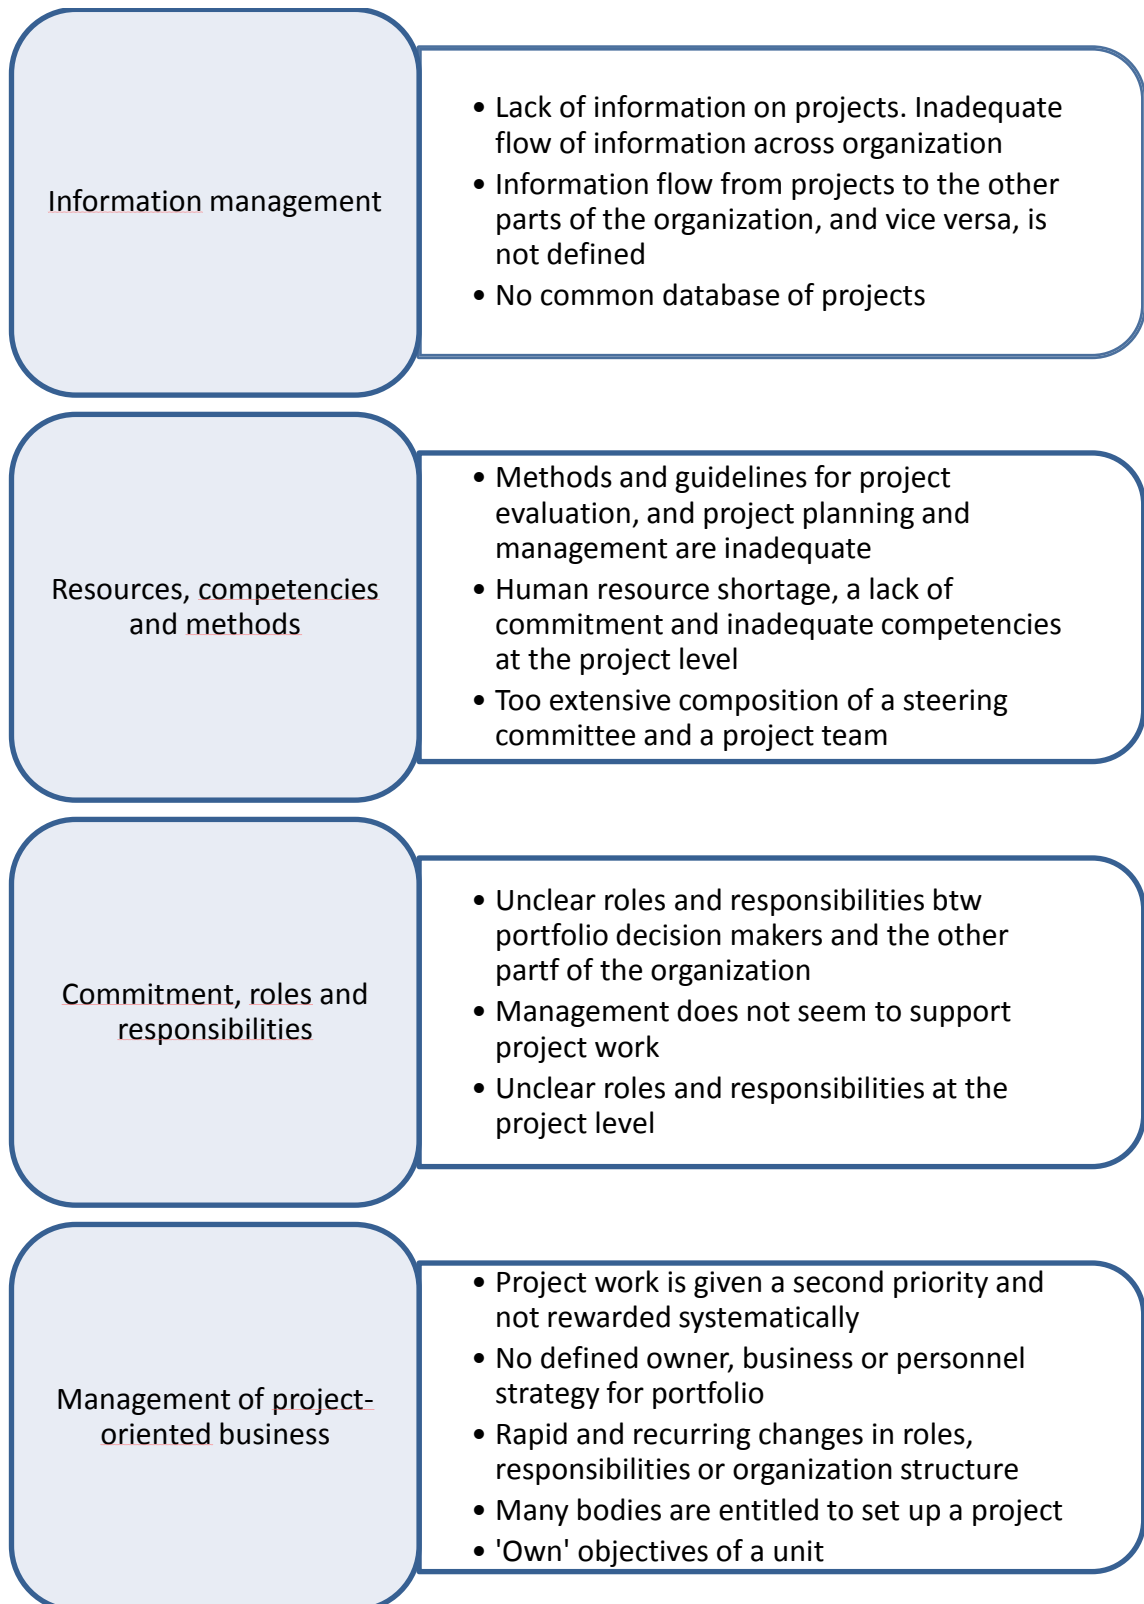 Information management
• Lack of information on projects. Inadequate
flow of information across organization
• Information flow from projects to the other
parts of the organization, and vice versa, is
not defined
• No common database of projects
Resources, competencies
and methods
• Methods and guidelines for project
evaluation, and project planning and
management are inadequate
• Human resource shortage, a lack of
commitment and inadequate competencies
at the project level
• Too extensive composition of a steering
committee and a project team
Commitment, roles and
responsibilities
• Unclear roles and responsibilities btw
portfolio decision makers and the other
partf of the organization
• Management does not seem to support
project work
• Unclear roles and responsibilities at the
project level
Management of project-
oriented business
• Project work is given a second priority and
not rewarded systematically
• No defined owner, business or personnel
strategy for portfolio
• Rapid and recurring changes in roles,
responsibilities or organization structure
• Many bodies are entitled to set up a project
• 'Own' objectives of a unit